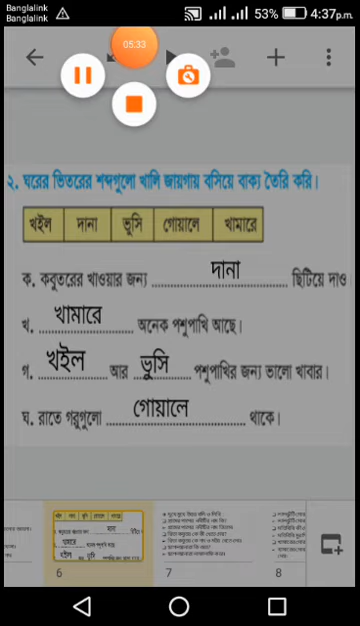 Banglalink
Banglalink
53%
4:37p.m.
05:33
২. ঘরের ভিতরের শব্দগুলো খালি জায়গায় বসিয়ে বাক্য তৈরি করি।
খইল দানা ভুসি গোয়ালে খামারে
ক. কবুতরের খাওয়ার জন্য .......... দানা .......... ছিটিয়ে দাও
খ. খামারে .......... অনেক পশুপাখি আছে।
গ. খইল .......... আর ভুসি .......... পশুপাখির জন্য ভালো খাবার।
ঘ. রাতে গরুগুলো গোয়ালে .......... থাকে।
6
7
8